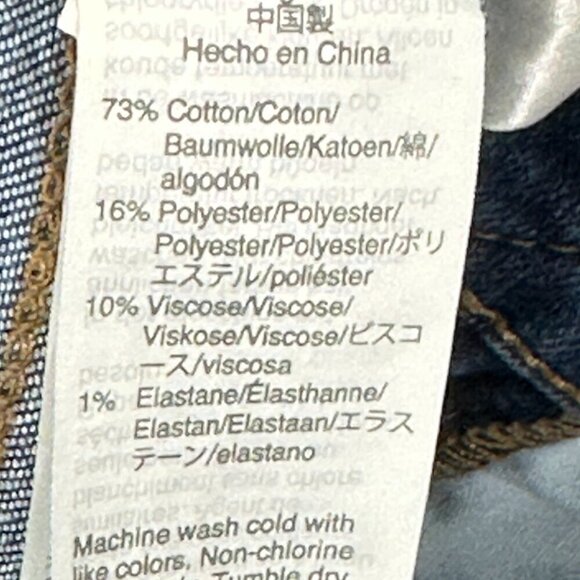 中国製
Hecho en China
73% Cotton/Coton/
Baumwolle/Katoen/綿/
algodón
16% Polyester/Polyester/
Polyester/Polyester/ポリ
エステル/poliéster
10% Viscose/Viscose/
Viskose/Viscose/ビスコ
ース/viscosa
1% Elastane/Élasthanne/
Elastan/Elastaan/エラス
テーン/elastano
Machine wash cold with
like colors. Non-chlorine
Tumble dry